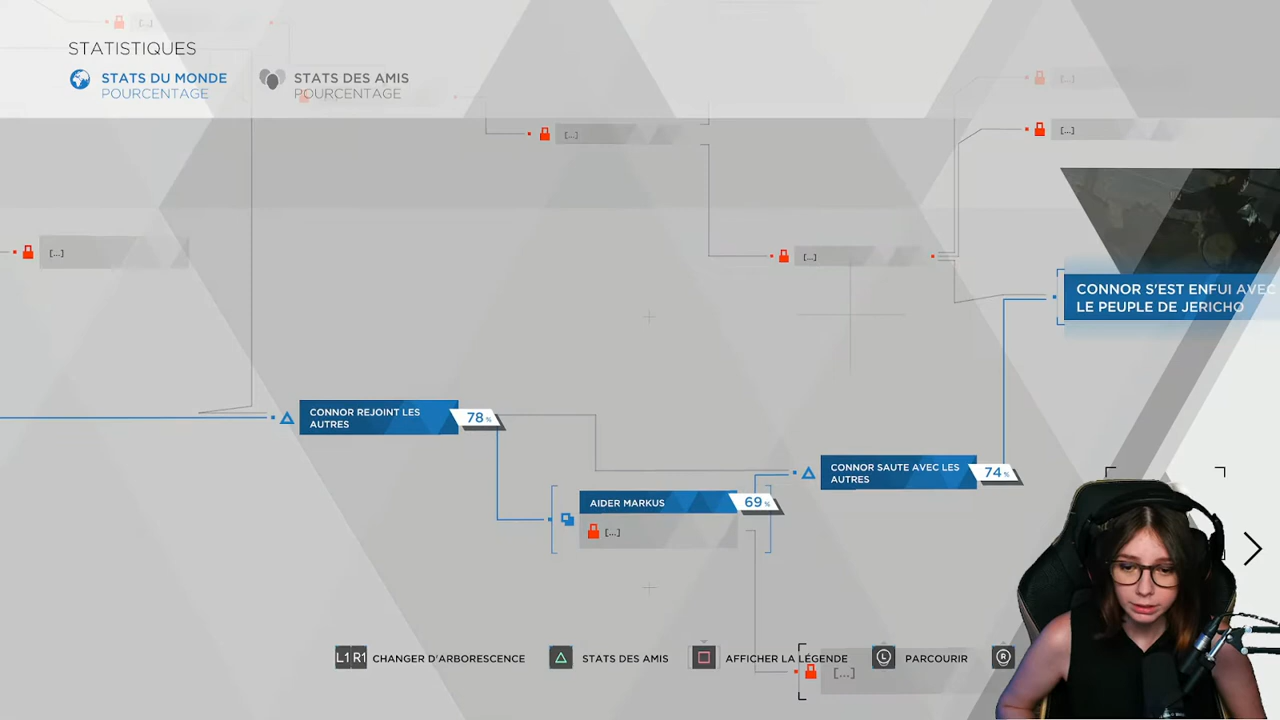 [...]
STATISTIQUES
STATS DU MONDE
POURCENTAGE
STATS DES AMIS
POURCENTAGE
[...]
[...]
[...]
[...]
[...]
CONNOR S'EST ENFUI AVEC
LE PEUPLE DE JERICHO
CONNOR REJOINT LES
AUTRES
78 %
CONNOR SAUTE AVEC LES
AUTRES
74 %
AIDER MARKUS
69 %
[...]
L1 R1 CHANGER D'ARBORESCENCE
STATS DES AMIS
AFFICHER LA LÉGENDE
L PARCOURIR
R
[...]